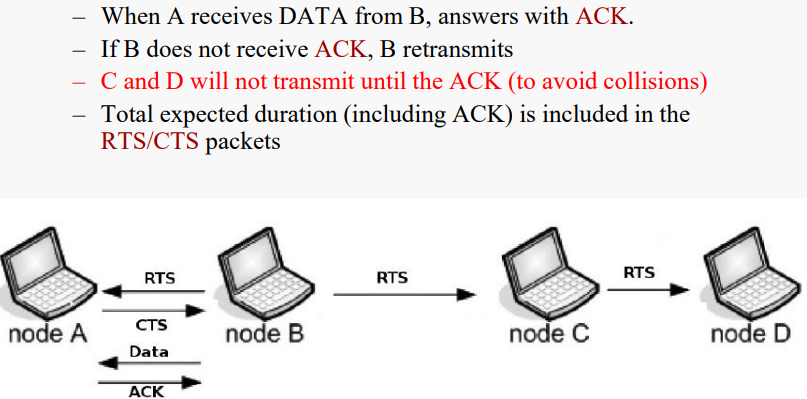 – When A receives DATA from B, answers with ACK.
– If B does not receive ACK, B retransmits
– C and D will not transmit until the ACK (to avoid collisions)
– Total expected duration (including ACK) is included in the
RTS/CTS packets
RTS
RTS
RTS
CTS
node A
node B
node C
node D
Data
ACK